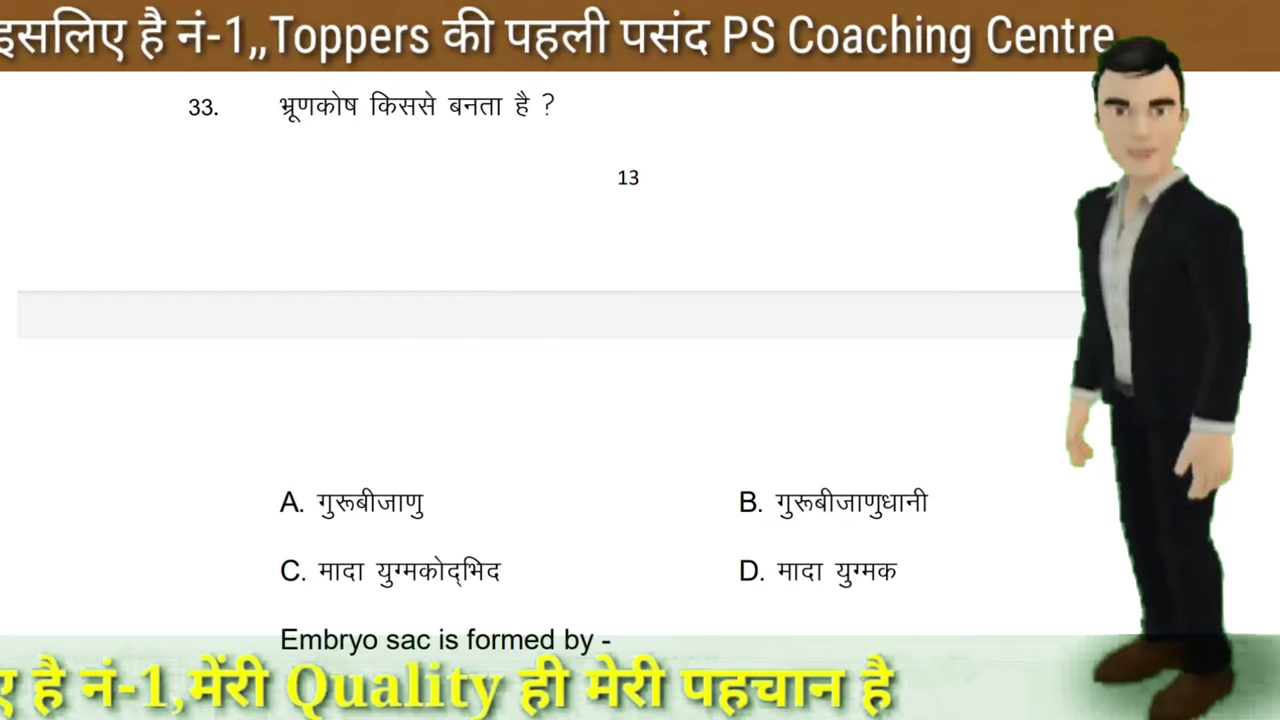 इसलिए है नं-1,,Toppers की पहली पसंद PS Coaching Centre
33. भ्रूणकोष किससे बनता है ?
13
A. गुरूबीजाणु B. गुरूबीजाणुधानी
C. मादा युग्मकोद्भिद D. मादा युग्मक
Embryo sac is formed by -
ए है नं-1,मेंरी Quality ही मेरी पहचान है